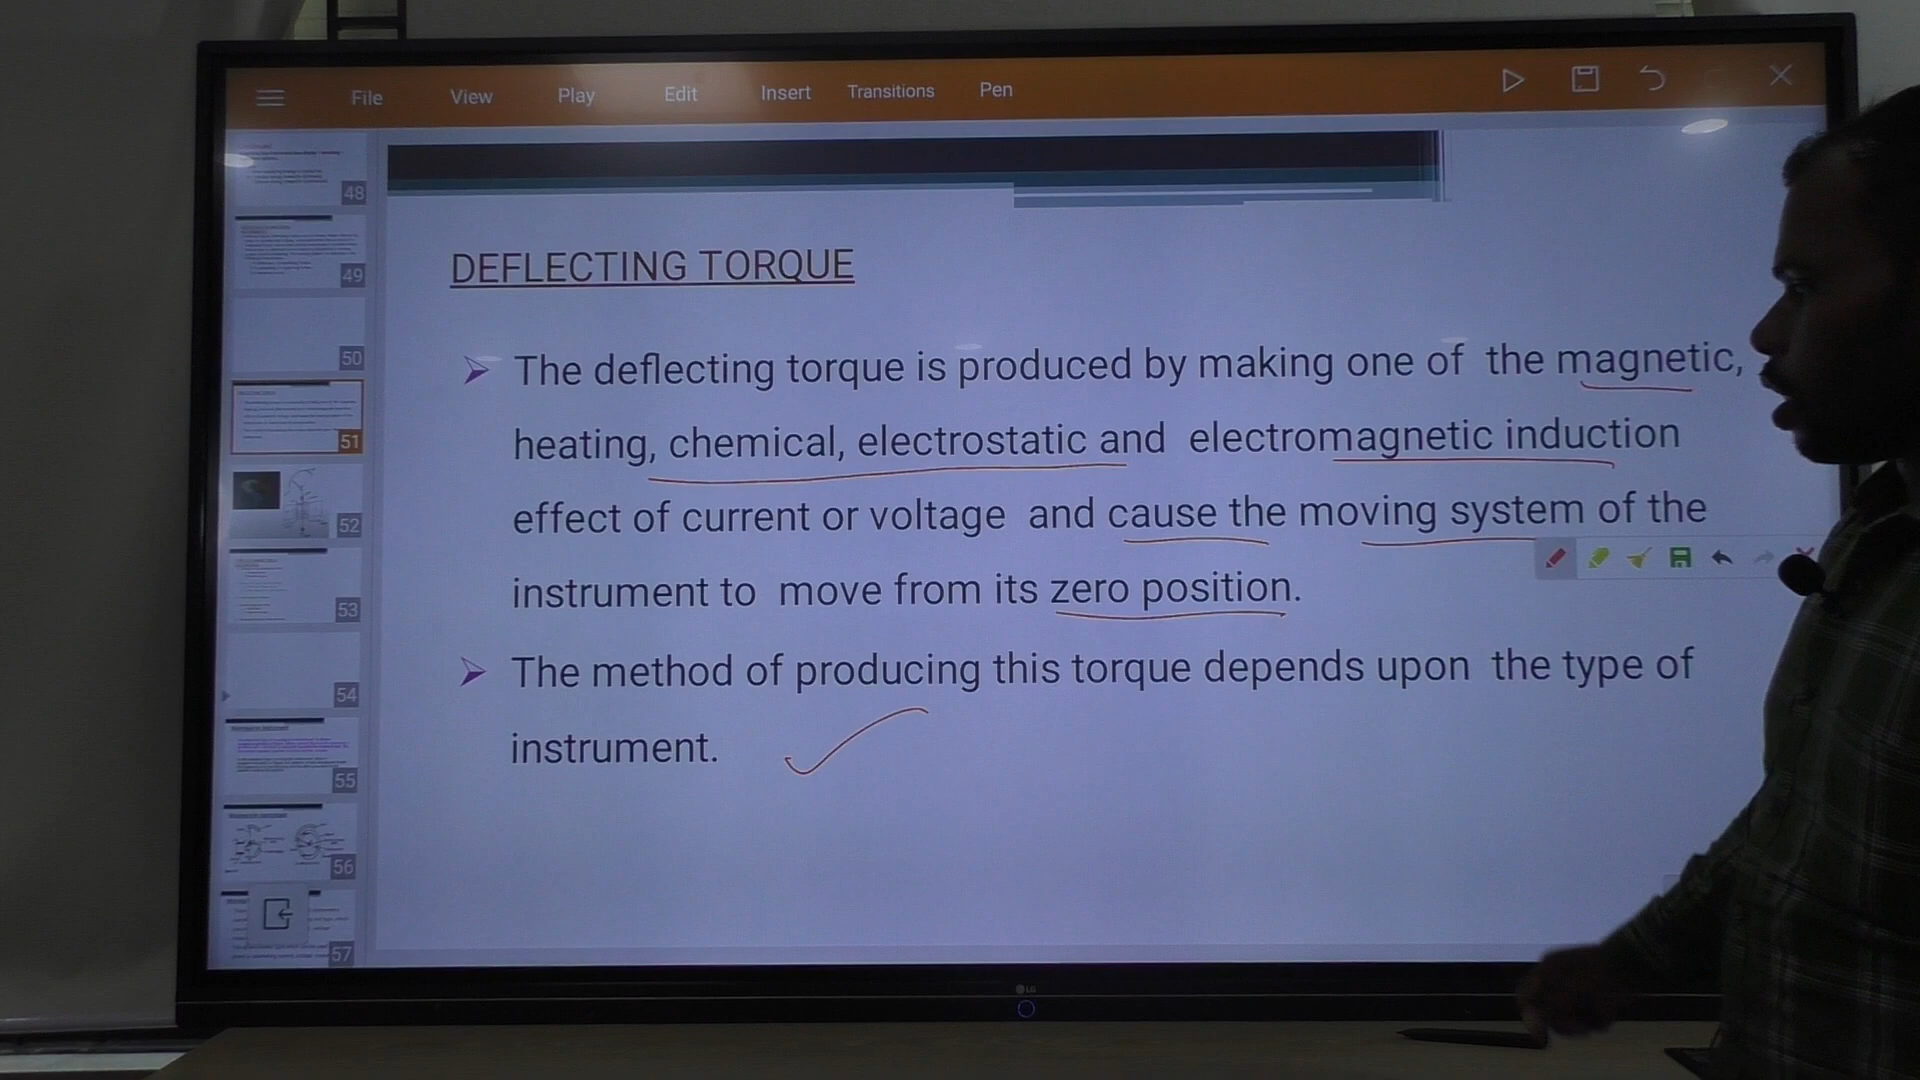 File View Play Edit Insert Transitions Pen
48
49
50
51
52
53
54
55
56
57
DEFLECTING TORQUE
The deflecting torque is produced by making one of the magnetic,
heating, chemical, electrostatic and electromagnetic induction
effect of current or voltage and cause the moving system of the
instrument to move from its zero position.
The method of producing this torque depends upon the type of
instrument.
LG